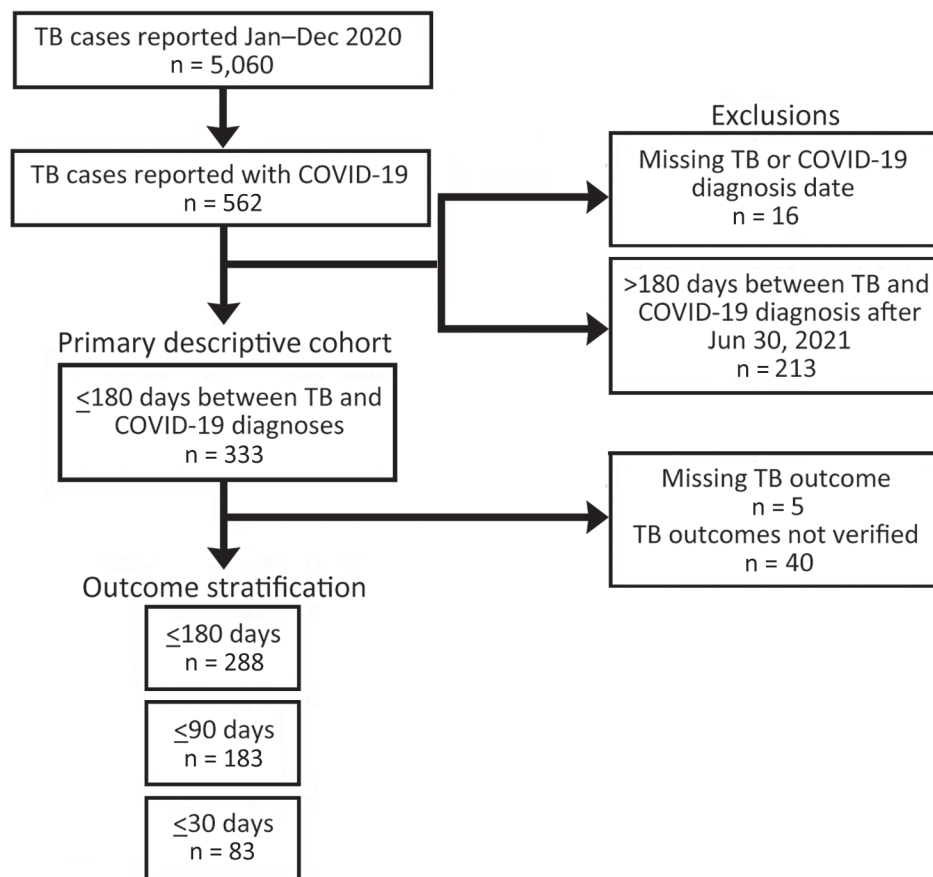 TB cases reported Jan–Dec 2020
n = 5,060
TB cases reported with COVID-19
n = 562
Exclusions
Missing TB or COVID-19
diagnosis date
n = 16
>180 days between TB and
COVID-19 diagnosis after
Jun 30, 2021
n = 213
Primary descriptive cohort
≤180 days between TB and
COVID-19 diagnoses
n = 333
Missing TB outcome
n = 5
TB outcomes not verified
n = 40
Outcome stratification
≤180 days
n = 288
≤90 days
n = 183
≤30 days
n = 83